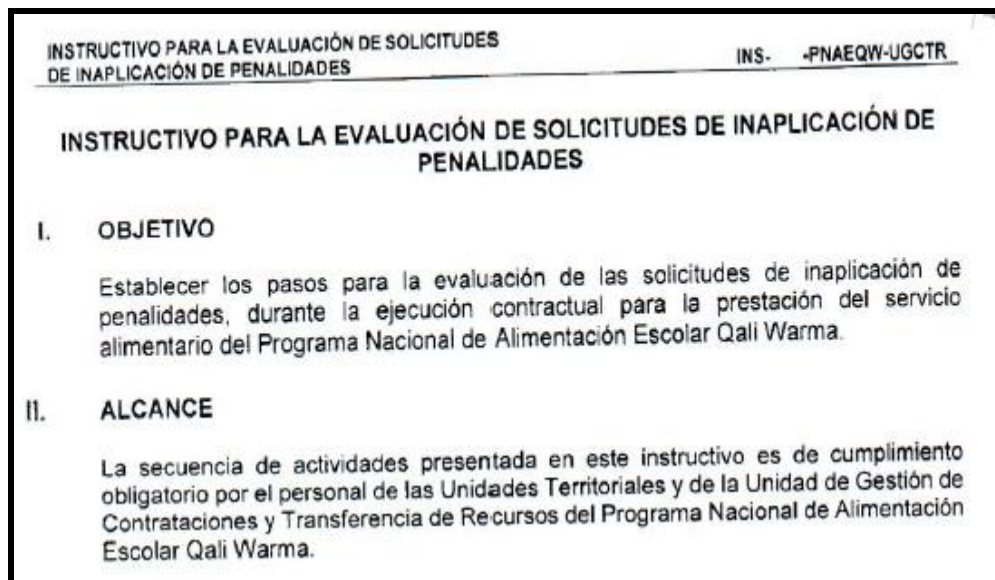 INSTRUCTIVO PARA LA EVALUACIÓN DE SOLICITUDES
DE INAPLICACIÓN DE PENALIDADES
INS- -PNAEQW-UGCTR
INSTRUCTIVO PARA LA EVALUACIÓN DE SOLICITUDES DE INAPLICACIÓN DE
PENALIDADES
I. OBJETIVO
Establecer los pasos para la evaluación de las solicitudes de inaplicación de
penalidades, durante la ejecución contractual para la prestación del servicio
alimentario del Programa Nacional de Alimentación Escolar Qali Warma.
II. ALCANCE
La secuencia de actividades presentada en este instructivo es de cumplimiento
obligatorio por el personal de las Unidades Territoriales y de la Unidad de Gestión de
Contrataciones y Transferencia de Recursos del Programa Nacional de Alimentación
Escolar Qali Warma.